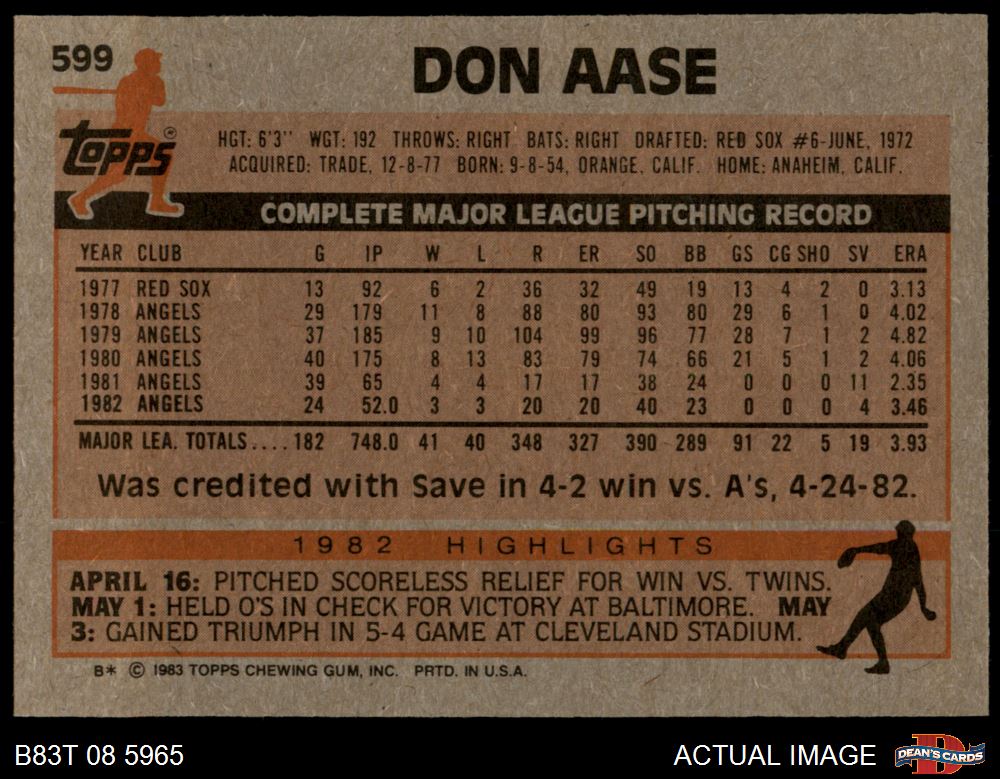 599
DON AASE
topps®
HGT: 6'3'' WGT: 192 THROWS: RIGHT BATS: RIGHT DRAFTED: RED SOX #6-JUNE, 1972
ACQUIRED: TRADE, 12-8-77 BORN: 9-8-54, ORANGE, CALIF. HOME: ANAHEIM, CALIF.
COMPLETE MAJOR LEAGUE PITCHING RECORD
YEAR CLUB G IP W L R ER SO BB GS CG SHO SV ERA
1977 RED SOX 13 92 6 2 36 32 49 19 13 4 2 0 3.13
1978 ANGELS 29 179 11 8 88 80 93 80 29 6 1 0 4.02
1979 ANGELS 37 185 9 10 104 99 96 77 28 7 1 2 4.82
1980 ANGELS 40 175 8 13 83 79 74 66 21 5 1 2 4.06
1981 ANGELS 39 65 4 4 17 17 38 24 0 0 0 11 2.35
1982 ANGELS 24 52.0 3 3 20 20 40 23 0 0 0 4 3.46
MAJOR LEA. TOTALS....182 748.0 41 40 348 327 390 289 91 22 5 19 3.93
Was credited with Save in 4-2 win vs. A's, 4-24-82.
1982 HIGHLIGHTS
APRIL 16: PITCHED SCORELESS RELIEF FOR WIN VS. TWINS.
MAY 1: HELD O'S IN CHECK FOR VICTORY AT BALTIMORE. MAY
3: GAINED TRIUMPH IN 5-4 GAME AT CLEVELAND STADIUM.
B* © 1983 TOPPS CHEWING GUM, INC. PRTD. IN U.S.A.
B83T 08 5965
ACTUAL IMAGE
DEAN'S CARDS